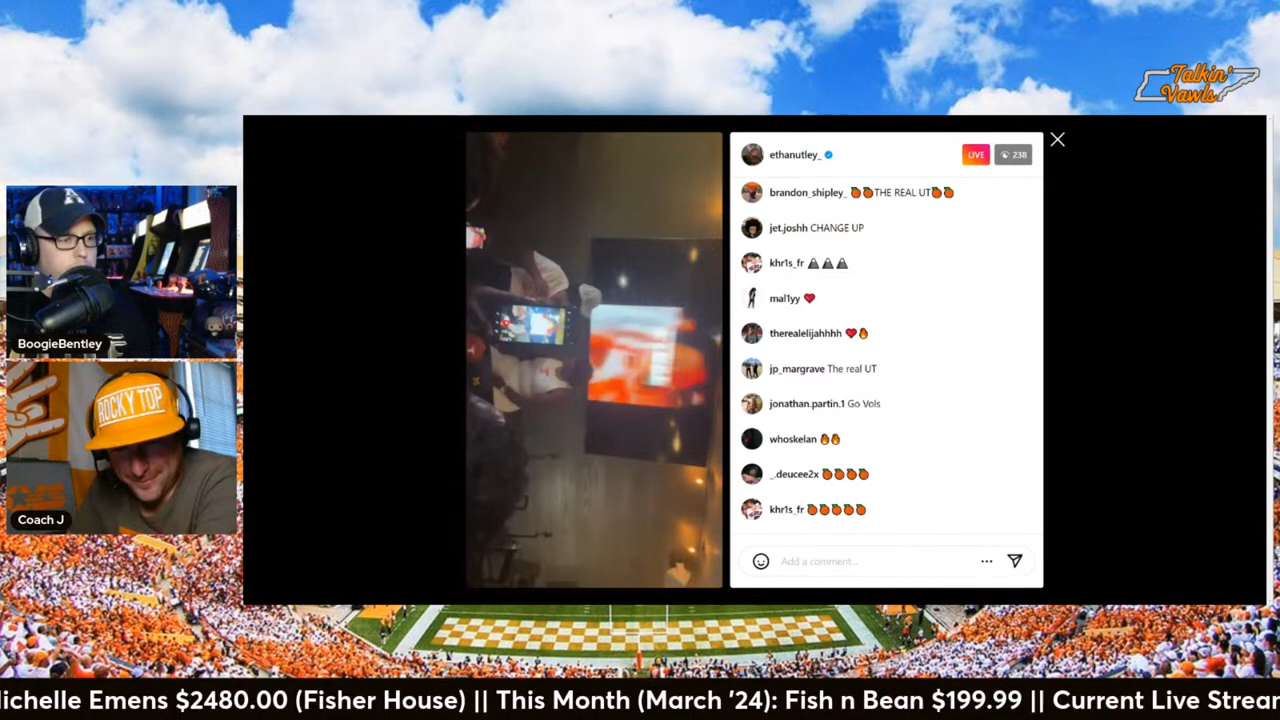 Talkin'
Vawls
ethanutley_
LIVE
238
brandon_shipley_ 🍊🍊THE REAL UT🍊🍊
jet.joshh CHANGE UP
khr1s_fr
mal1yy ❤️
therealelijahhhh ❤️🔥
jp_margrave The real UT
jonathan.partin.1 Go Vols
whoskelan 🔥🔥
_.deucee2x 🍊🍊🍊🍊
khr1s_fr 🍊🍊🍊🍊🍊
Add a comment...
A
BoogieBentley
ROCKY TOP
Coach J
ichelle Emens $2480.00 (Fisher House) || This Month (March '24): Fish n Bean $199.99 || Current Live Strea